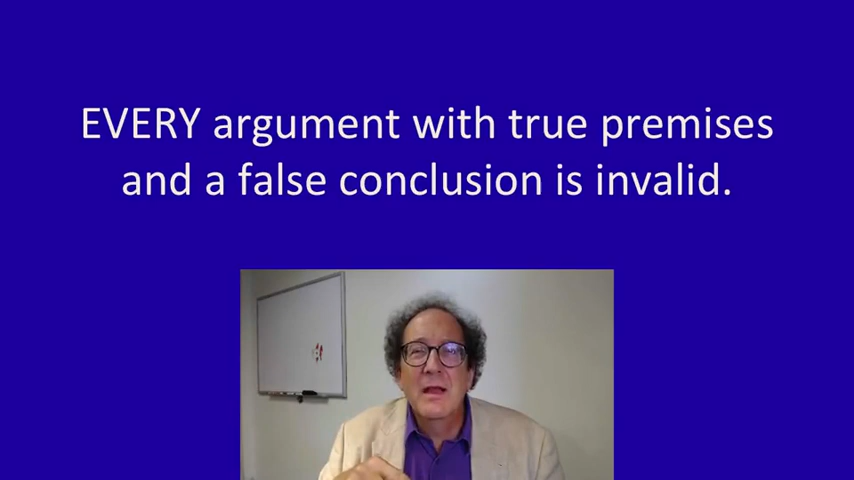 EVERY argument with true premises
and a false conclusion is invalid.